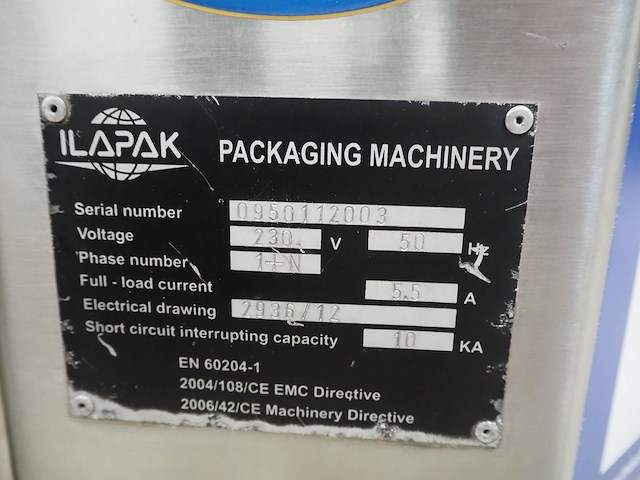 ILAPAK
PACKAGING MACHINERY
Serial number 0950112003
Voltage 230 V 50 Hz
Phase number 1+N
Full - load current 5.5 A
Electrical drawing 2936/12
Short circuit interrupting capacity 10 KA
EN 60204-1
2004/108/CE EMC Directive
2006/42/CE Machinery Directive